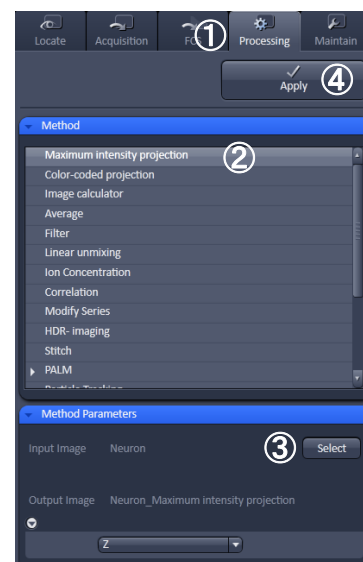 Locate Acquisition FCS ① Processing Maintain
Apply ④
Method
Maximum intensity projection ②
Color-coded projection
Image calculator
Average
Filter
Linear unmixing
Ion Concentration
Correlation
Modify Series
HDR- imaging
Stitch
PALM
Particle Tracking
Method Parameters
Input Image Neuron ③ Select
Output Image Neuron_Maximum intensity projection
Z